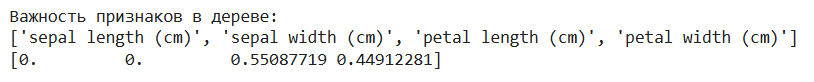 Важность признаков в дереве:
['sepal length (cm)', 'sepal width (cm)', 'petal length (cm)', 'petal width (cm)']
[0.         0.         0.55087719 0.44912281]